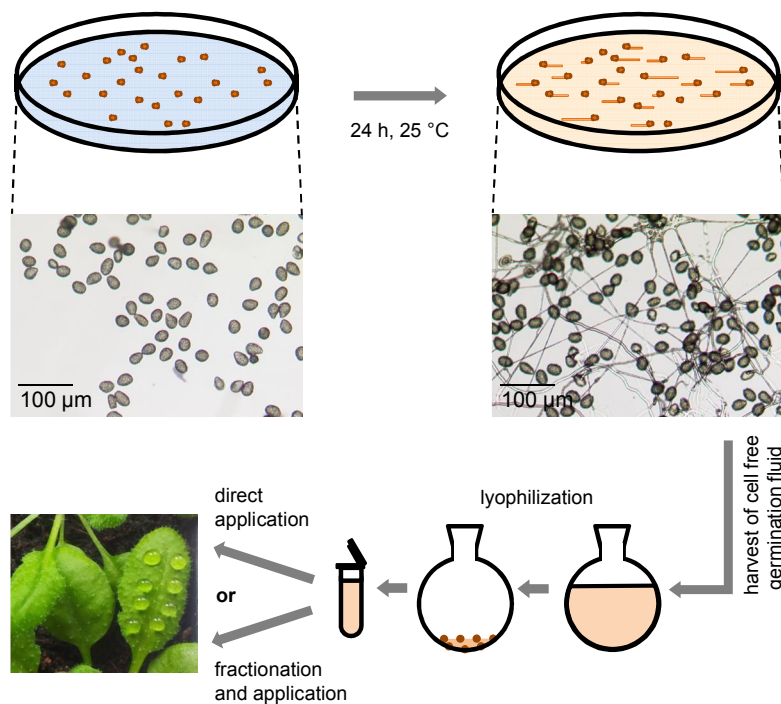 24 h, 25 °C
100 µm
100 µm
harvest of cell free
germination fluid
lyophilization
direct
application
or
fractionation
and application